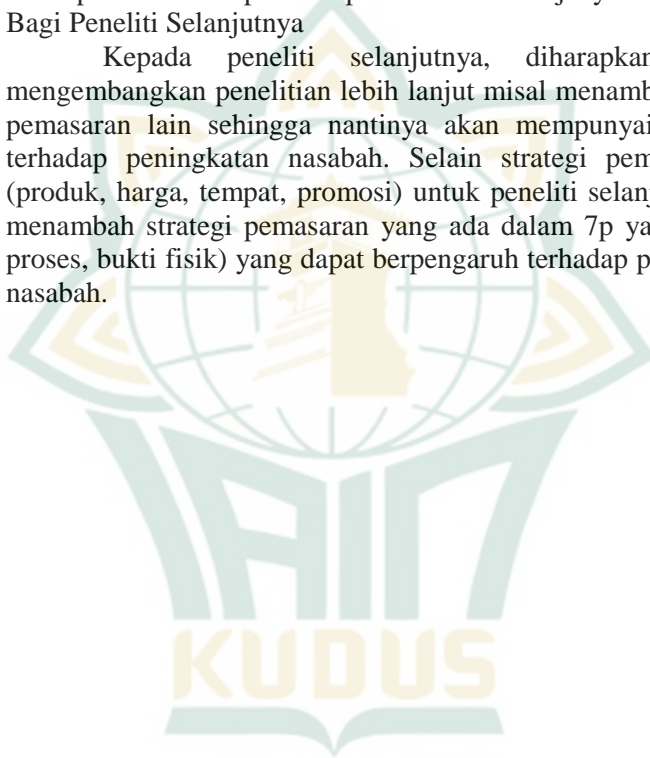 Bagi Peneliti Selanjutnya
Kepada peneliti selanjutnya, diharapkan
mengembangkan penelitian lebih lanjut misal menamb
pemasaran lain sehingga nantinya akan mempunyai
terhadap peningkatan nasabah. Selain strategi pem
(produk, harga, tempat, promosi) untuk peneliti selanj
menambah strategi pemasaran yang ada dalam 7p ya
proses, bukti fisik) yang dapat berpengaruh terhadap p
nasabah.
IAIN
KUDUS